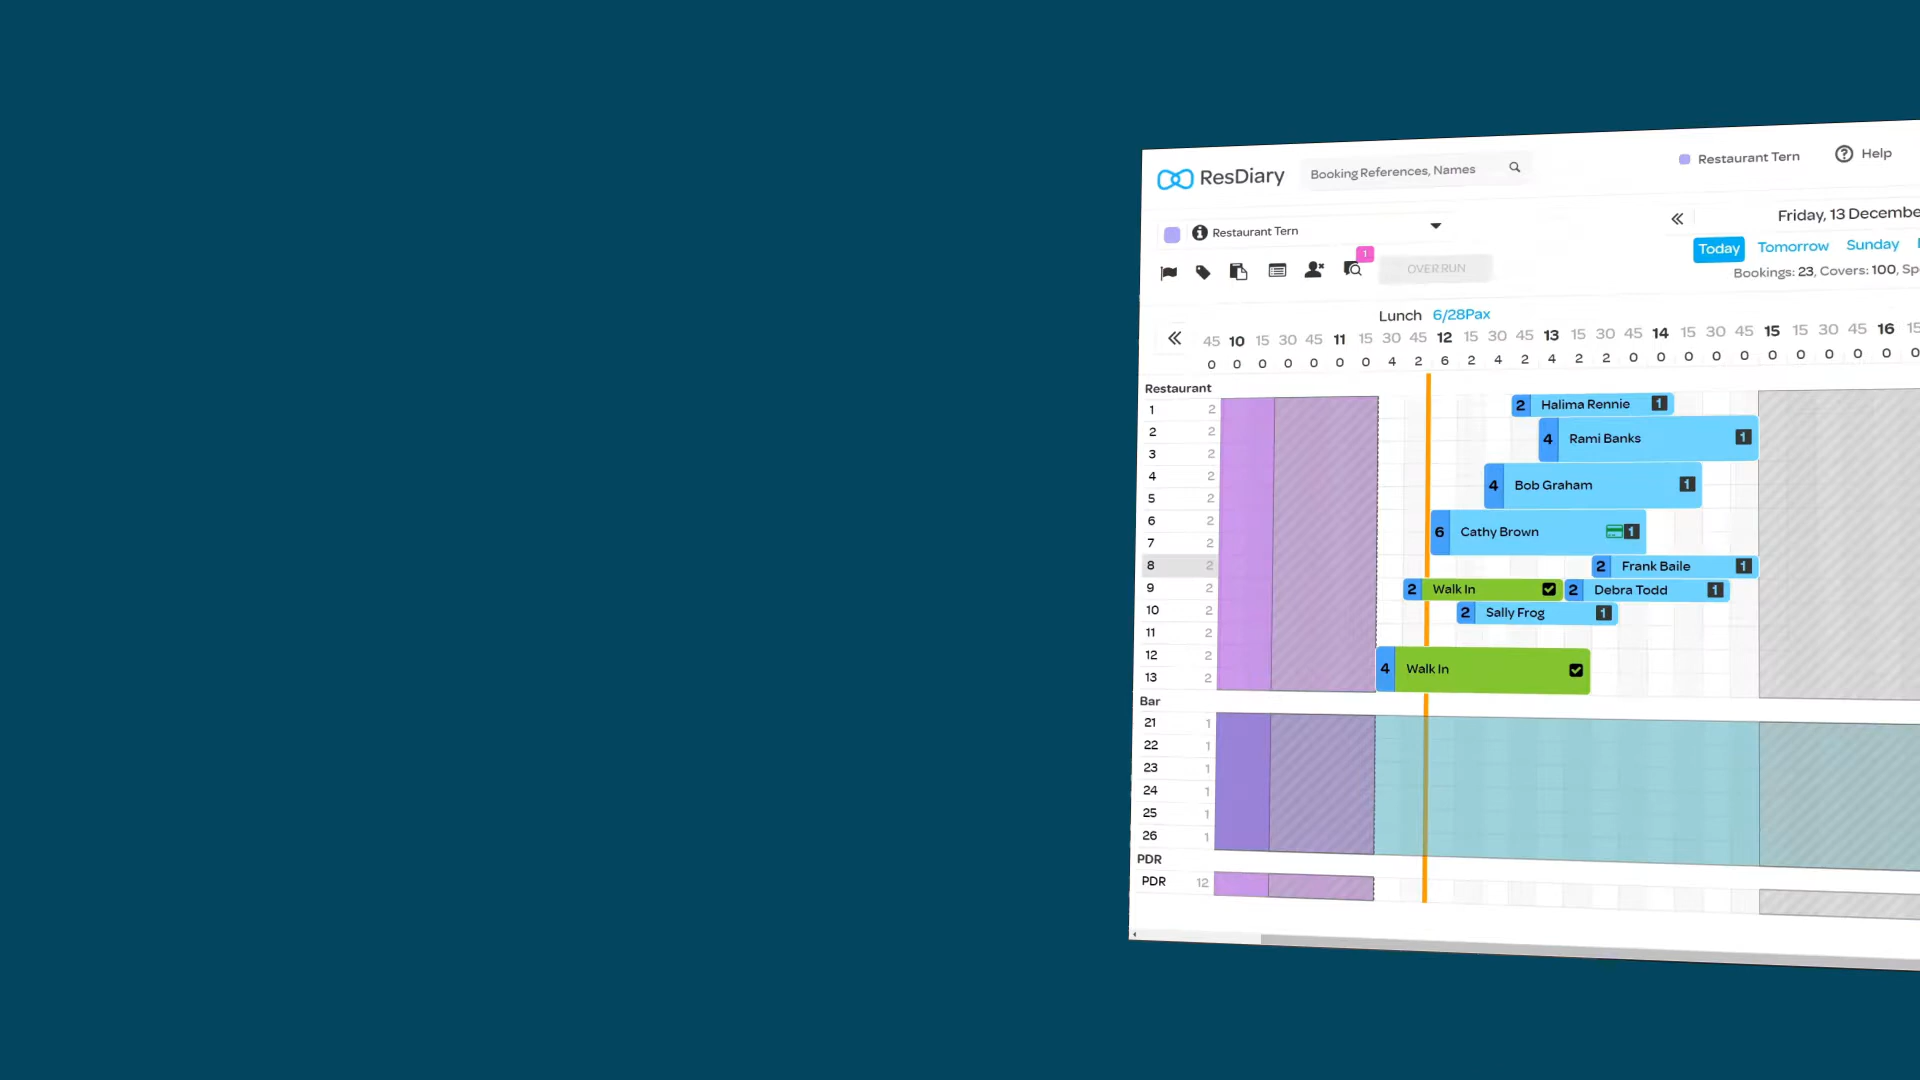 ResDiary
Booking References, Names
Restaurant Tern
Help
Restaurant Tern
Friday, 13 Decembe
Today Tomorrow Sunday
Bookings: 23, Covers: 100, Sp
1
OVER RUN
Lunch 6/28Pax
45 10 15 30 45 11 15 30 45 12 15 30 45 13 15 30 45 14 15 30 45 15 15 30 45 16 15
0 0 0 0 0 0 0 4 2 6 2 4 2 4 2 2 0 0 0 0 0 0 0 0 0 0 0
Restaurant
1 2 2 Halima Rennie 1
2 2 4 Rami Banks 1
3 2
4 2 4 Bob Graham 1
5 2
6 2 6 Cathy Brown 1
7 2
8 2 2 Frank Baile 1
9 2 2 Walk In 2 Debra Todd 1
10 2 2 Sally Frog 1
11 2
12 2 4 Walk In
13 2
Bar
21 1
22 1
23 1
24 1
25 1
26 1
PDR
PDR 12